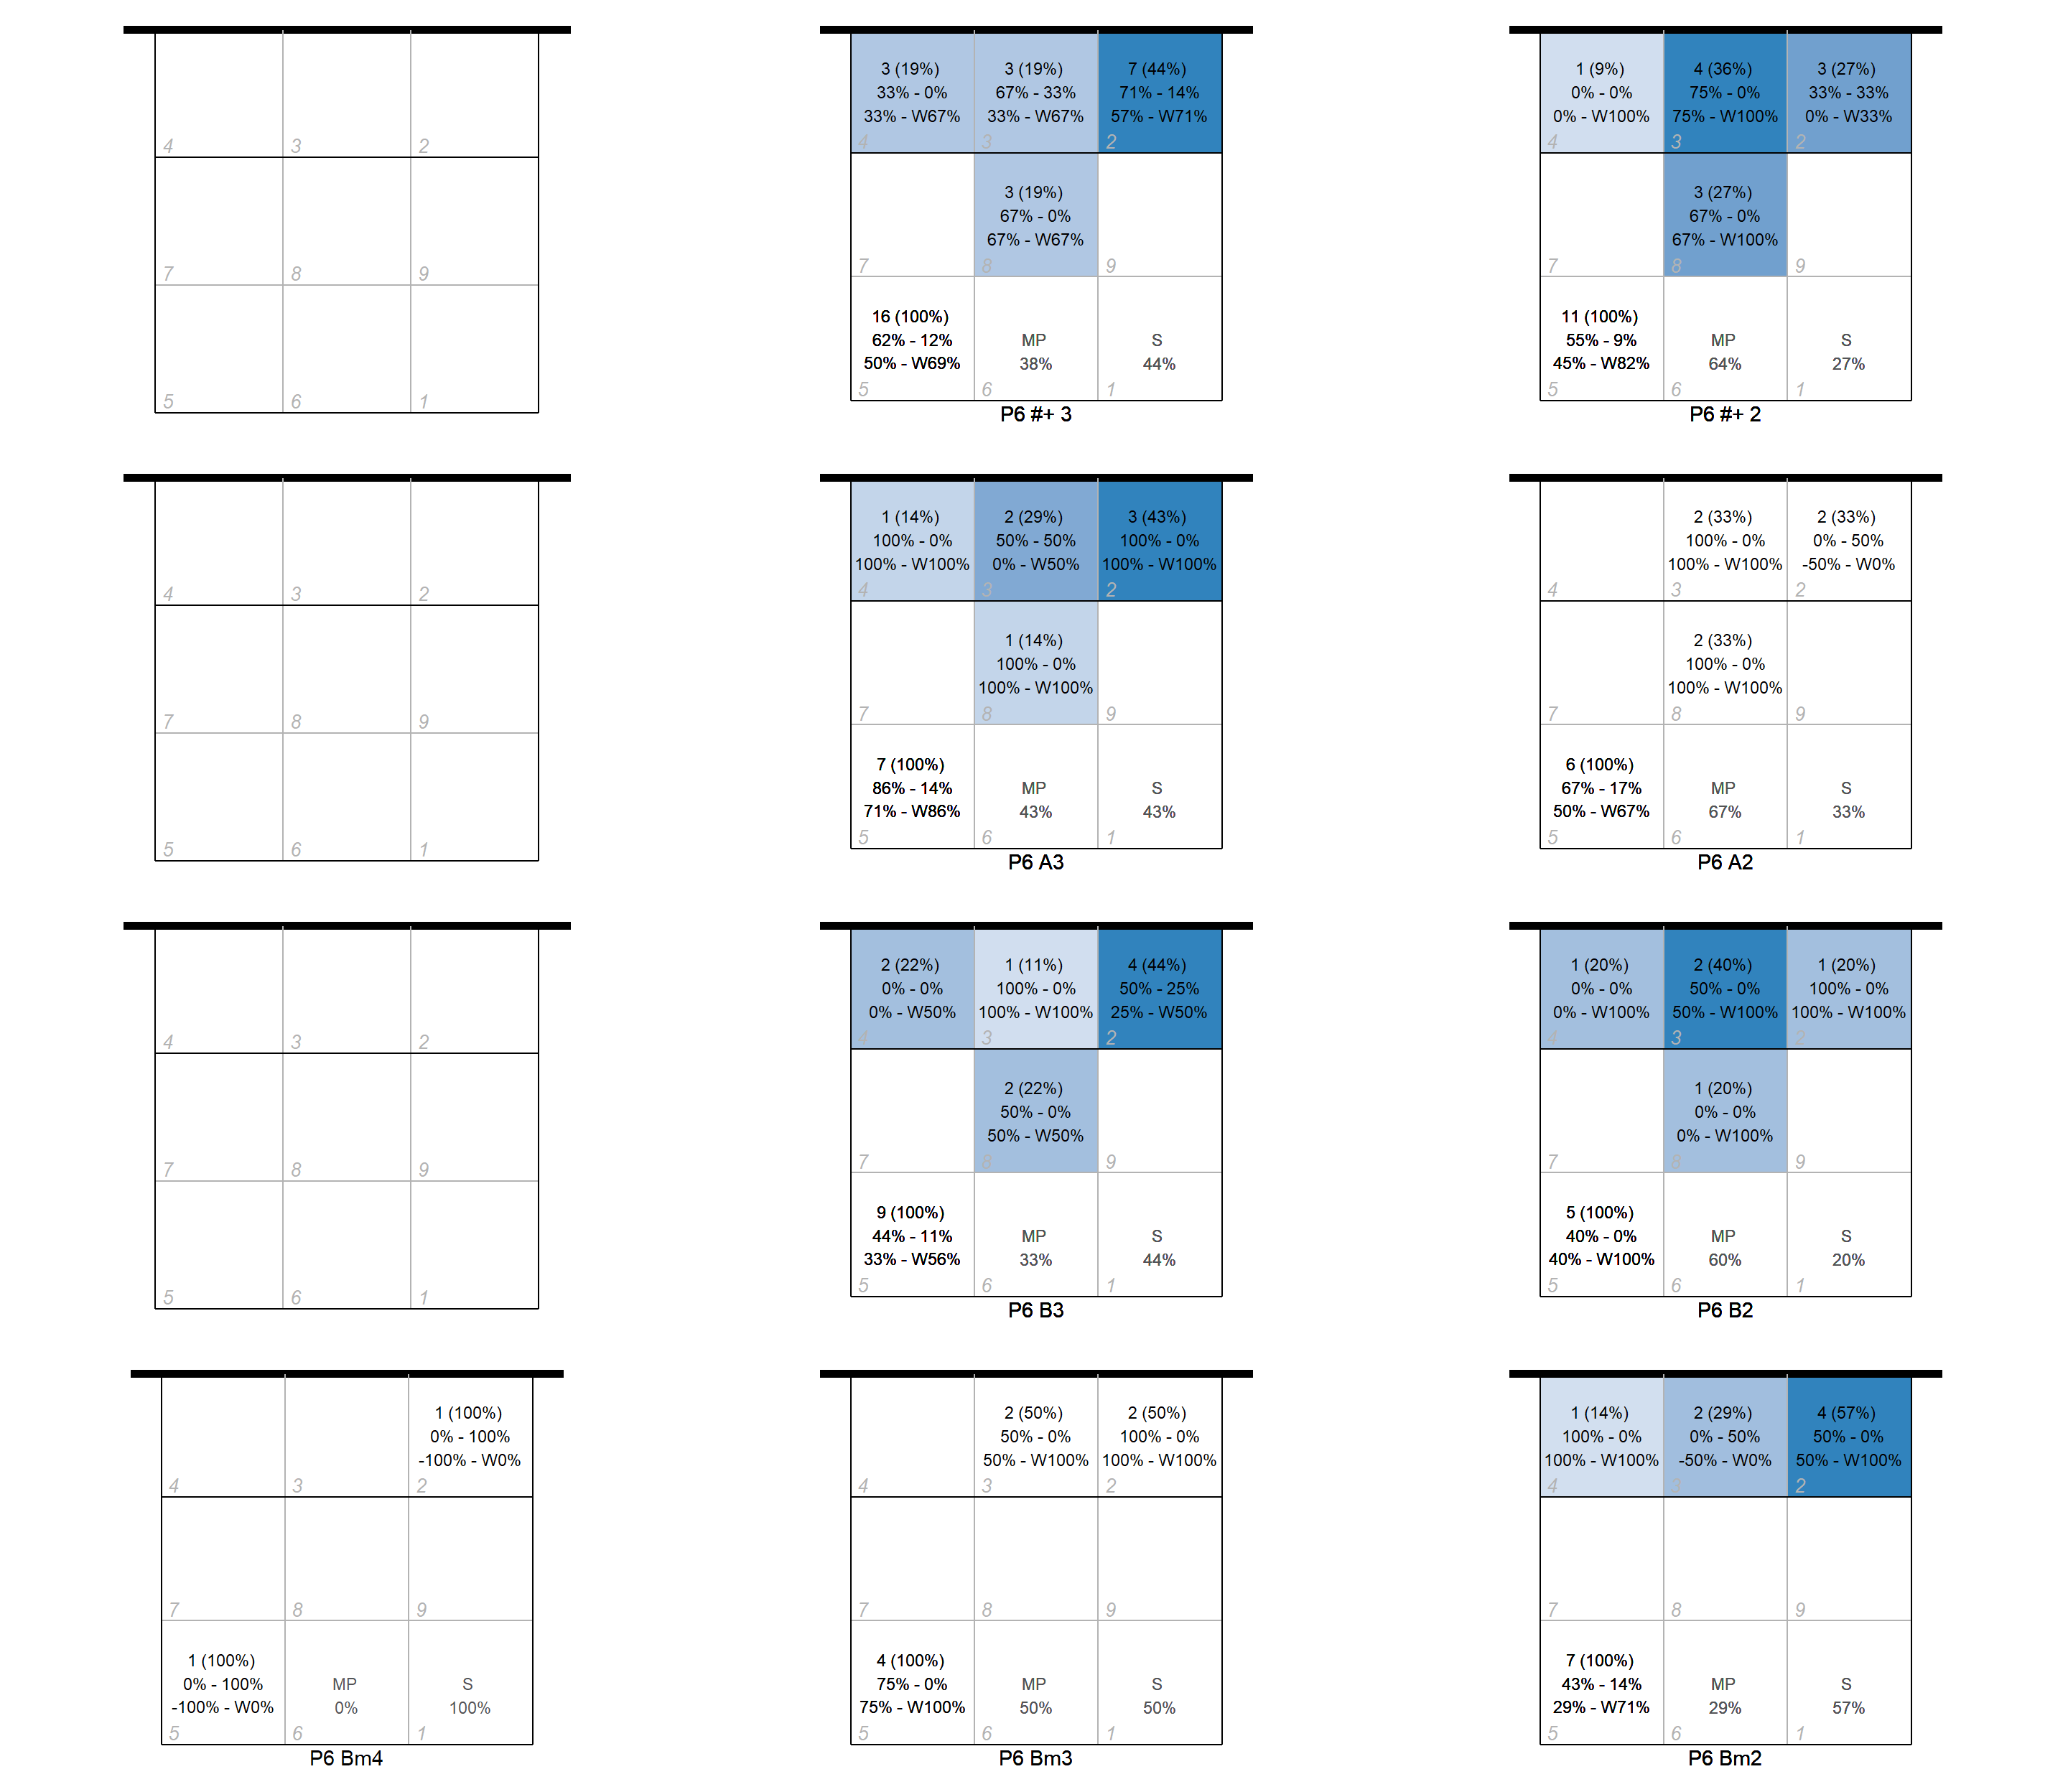 3 (19%)
33% - 0%
33% - W67%
3 (19%)
67% - 33%
33% - W67%
7 (44%)
71% - 14%
57% - W71%
1 (9%)
0% - 0%
0% - W100%
4 (36%)
75% - 0%
75% - W100%
3 (27%)
33% - 33%
0% - W33%
4
3
2
4
3
2
4
3
2
3 (19%)
67% - 0%
67% - W67%
3 (27%)
67% - 0%
67% - W100%
7
8
9
7
8
9
7
8
9
16 (100%)
62% - 12%
50% - W69%
MP
38%
S
44%
11 (100%)
55% - 9%
45% - W82%
MP
64%
S
27%
5
6
1
5
6
1
5
6
1
P6 #+ 3
P6 #+ 2
1 (14%)
100% - 0%
100% - W100%
2 (29%)
50% - 50%
0% - W50%
3 (43%)
100% - 0%
100% - W100%
2 (33%)
100% - 0%
100% - W100%
2 (33%)
0% - 50%
-50% - W0%
4
3
2
4
3
2
4
3
2
1 (14%)
100% - 0%
100% - W100%
2 (33%)
100% - 0%
100% - W100%
7
8
9
7
8
9
7
8
9
7 (100%)
86% - 14%
71% - W86%
MP
43%
S
43%
6 (100%)
67% - 17%
50% - W67%
MP
67%
S
33%
5
6
1
5
6
1
5
6
1
P6 A3
P6 A2
2 (22%)
0% - 0%
0% - W50%
1 (11%)
100% - 0%
100% - W100%
4 (44%)
50% - 25%
25% - W50%
1 (20%)
0% - 0%
0% - W100%
2 (40%)
50% - 0%
50% - W100%
1 (20%)
100% - 0%
100% - W100%
4
3
2
4
3
2
4
3
2
2 (22%)
50% - 0%
50% - W50%
1 (20%)
0% - 0%
0% - W100%
7
8
9
7
8
9
7
8
9
9 (100%)
44% - 11%
33% - W56%
MP
33%
S
44%
5 (100%)
40% - 0%
40% - W100%
MP
60%
S
20%
5
6
1
5
6
1
5
6
1
P6 B3
P6 B2
1 (100%)
0% - 100%
-100% - W0%
2 (50%)
50% - 0%
50% - W100%
2 (50%)
100% - 0%
100% - W100%
1 (14%)
100% - 0%
100% - W100%
2 (29%)
0% - 50%
-50% - W0%
4 (57%)
50% - 0%
50% - W100%
4
3
2
4
3
2
4
3
2
7
8
9
7
8
9
7
8
9
1 (100%)
0% - 100%
-100% - W0%
MP
0%
S
100%
4 (100%)
75% - 0%
75% - W100%
MP
50%
S
50%
7 (100%)
43% - 14%
29% - W71%
MP
29%
S
57%
5
6
1
5
6
1
5
6
1
P6 Bm4
P6 Bm3
P6 Bm2